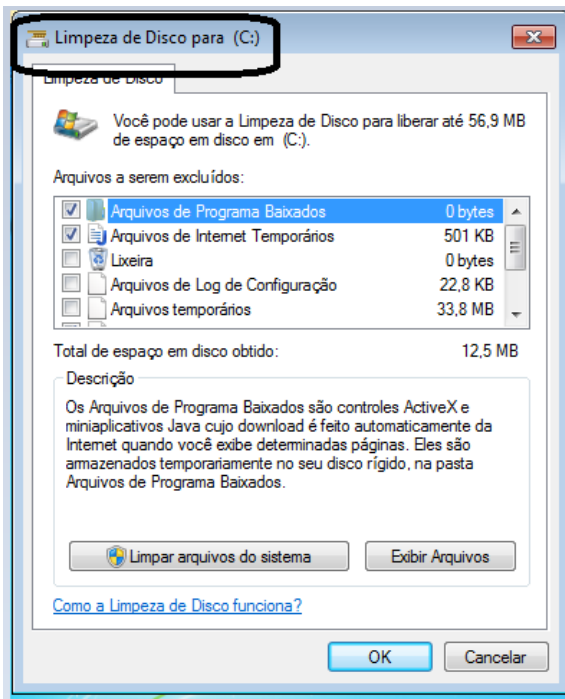 Limpeza de Disco para (C:)
Limpeza de Disco
Você pode usar a Limpeza de Disco para liberar até 56,9 MB
de espaço em disco em (C:).
Arquivos a serem excluídos:
Arquivos de Programa Baixados 0 bytes
Arquivos de Internet Temporários 501 KB
Lixeira 0 bytes
Arquivos de Log de Configuração 22,8 KB
Arquivos temporários 33,8 MB
Total de espaço em disco obtido: 12,5 MB
Descrição
Os Arquivos de Programa Baixados são controles ActiveX e
miniaplicativos Java cujo download é feito automaticamente da
Internet quando você exibe determinadas páginas. Eles são
armazenados temporariamente no seu disco rígido, na pasta
Arquivos de Programa Baixados.
Limpar arquivos do sistema Exibir Arquivos
Como a Limpeza de Disco funciona?
OK Cancelar